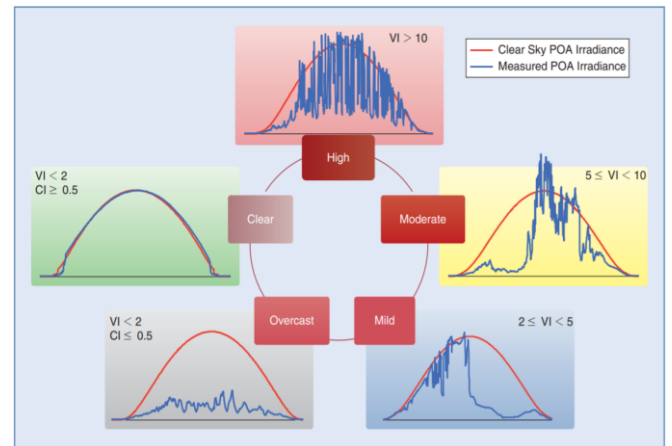 VI > 10
Clear Sky POA Irradiance
Measured POA Irradiance
High
VI < 2
CI ≥ 0.5
5 ≤ VI < 10
Clear
Moderate
VI < 2
CI ≤ 0.5
Overcast
Mild
2 ≤ VI < 5